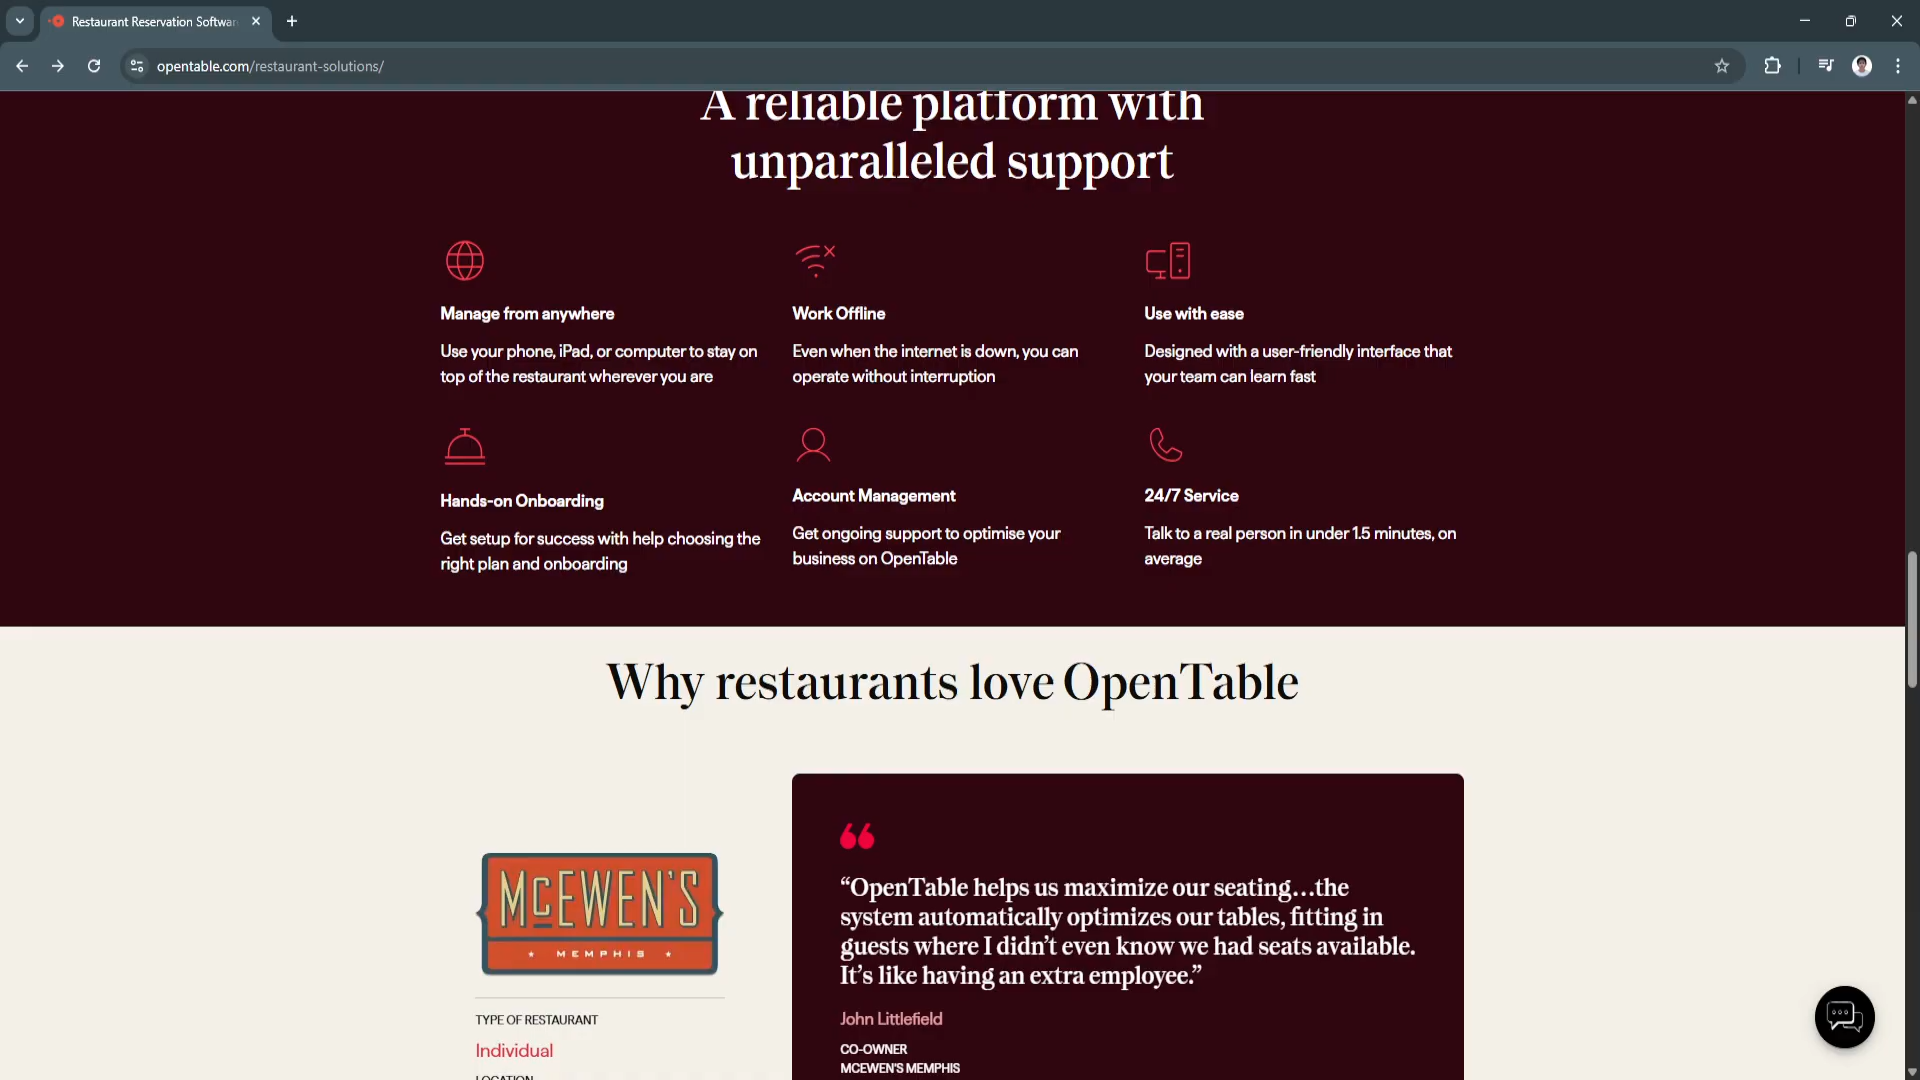 Restaurant Reservation Softwar
opentable.com/restaurant-solutions/
A reliable platform with
unparalleled support
Manage from anywhere
Use your phone, iPad, or computer to stay on
top of the restaurant wherever you are
Work Offline
Even when the internet is down, you can
operate without interruption
Use with ease
Designed with a user-friendly interface that
your team can learn fast
Hands-on Onboarding
Get setup for success with help choosing the
right plan and onboarding
Account Management
Get ongoing support to optimise your
business on OpenTable
24/7 Service
Talk to a real person in under 1.5 minutes, on
average
Why restaurants love OpenTable
McEWEN'S
MEMPHIS
TYPE OF RESTAURANT
Individual
LOCATION
“OpenTable helps us maximize our seating…the
system automatically optimizes our tables, fitting in
guests where I didn’t even know we had seats available.
It’s like having an extra employee.”
John Littlefield
CO-OWNER
MCEWEN'S MEMPHIS